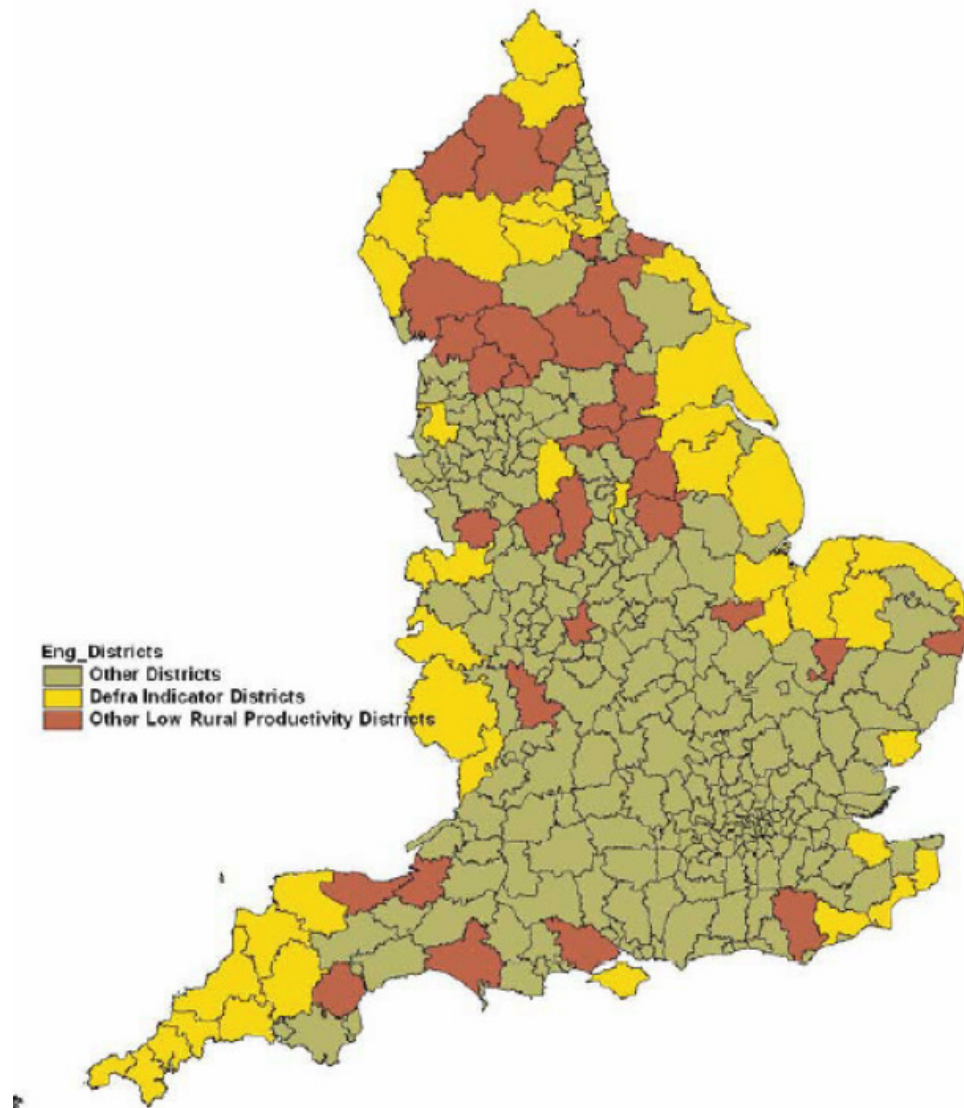 Eng_Districts
Other Districts
Defra Indicator Districts
Other Low Rural Productivity Districts